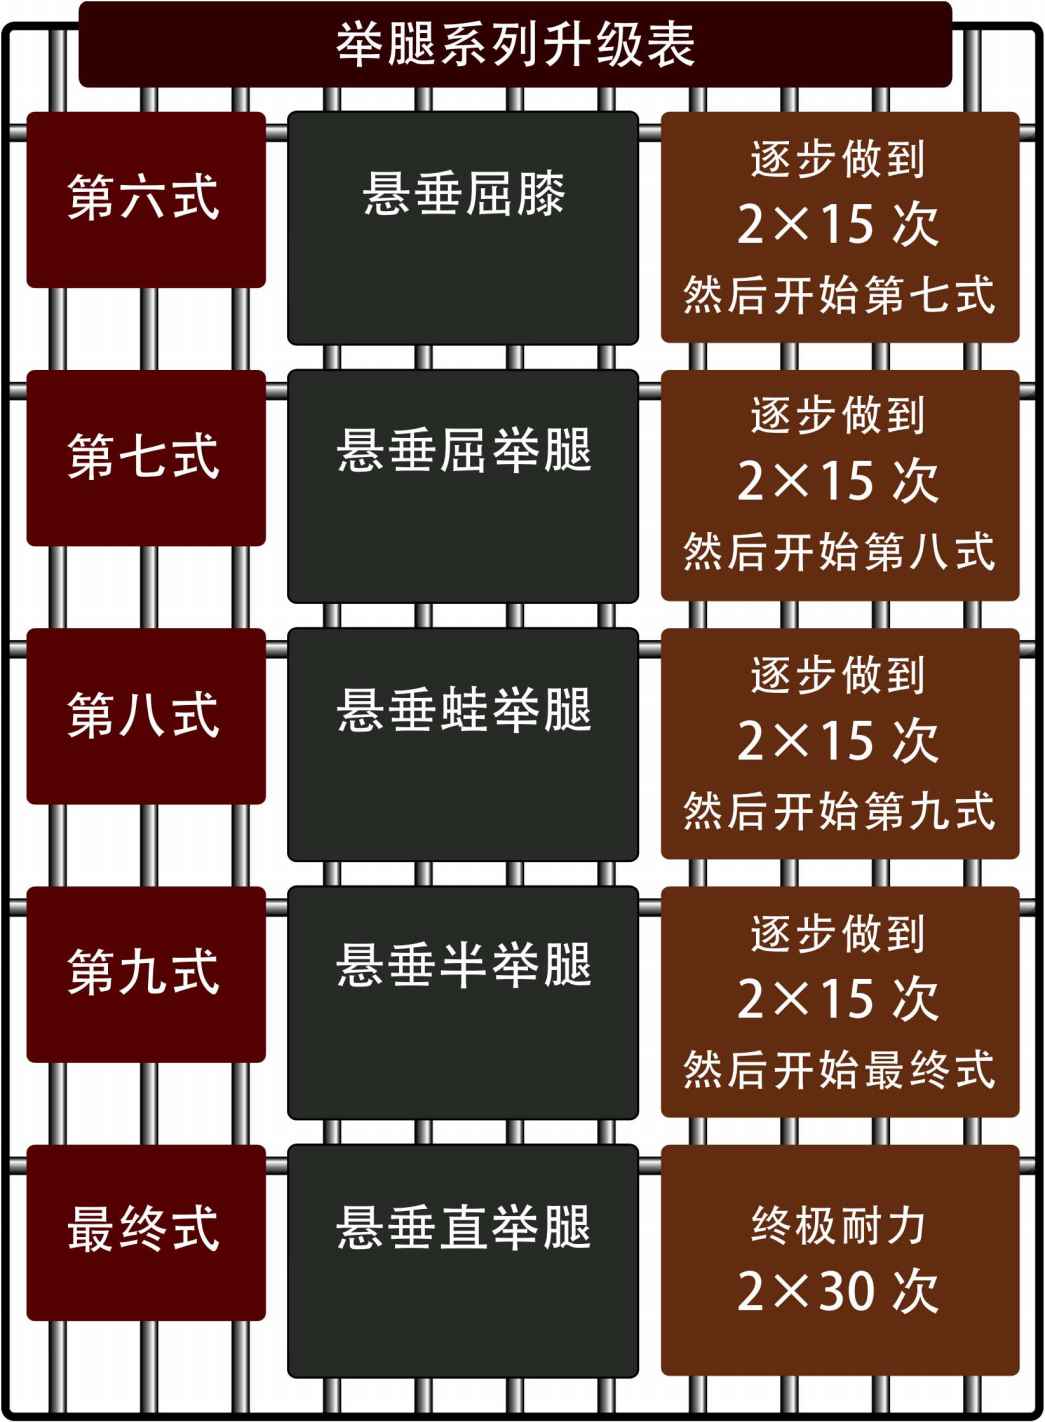 举腿系列升级表
第六式
悬垂屈膝
逐步做到
2×15 次
然后开始第七式
第七式
悬垂屈举腿
逐步做到
2×15 次
然后开始第八式
第八式
悬垂蛙举腿
逐步做到
2×15 次
然后开始第九式
第九式
悬垂半举腿
逐步做到
2×15 次
然后开始最终式
最终式
悬垂直举腿
终极耐力
2×30 次